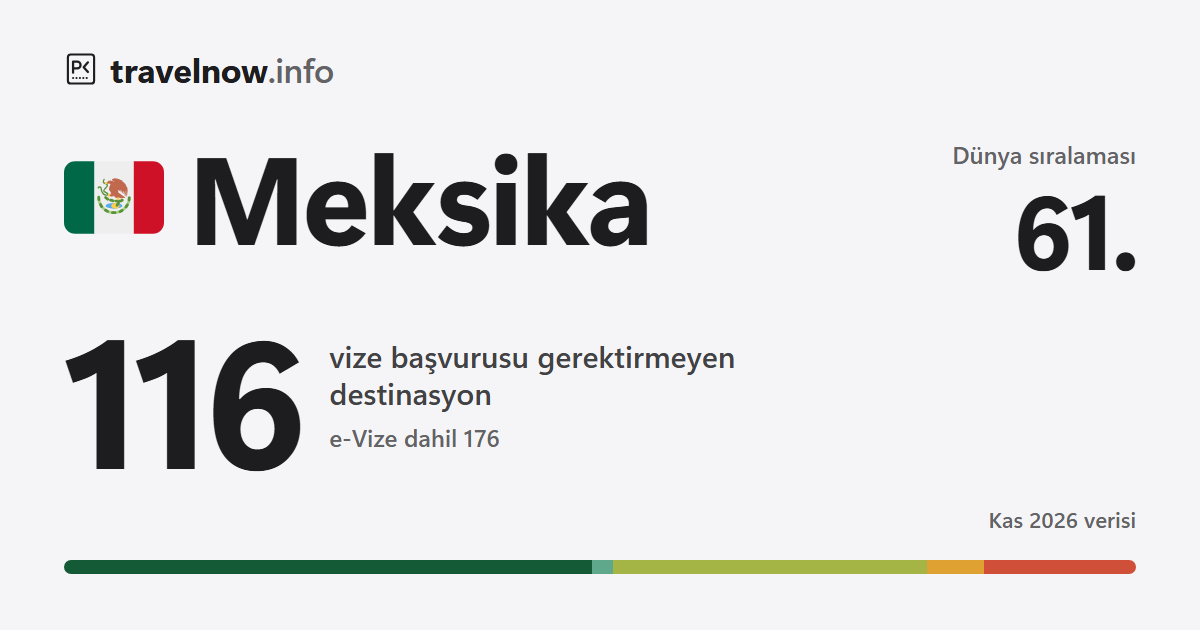 travelnow.info
Meksika
Dünya sıralaması
61.
116
vize başvurusu gerektirmeyen
destinasyon
e-Vize dahil 176
Kas 2026 verisi